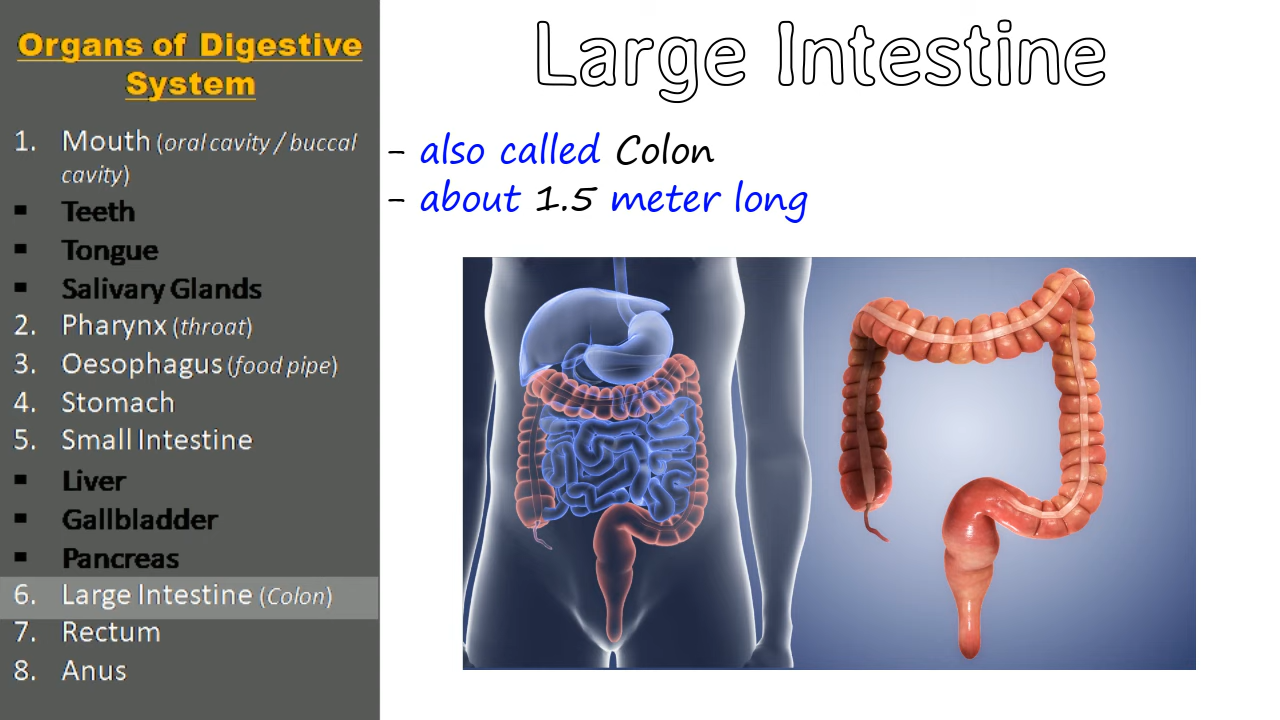 Organs of Digestive
System
1. Mouth (oral cavity / buccal
cavity)
▪ Teeth
▪ Tongue
▪ Salivary Glands
2. Pharynx (throat)
3. Oesophagus (food pipe)
4. Stomach
5. Small Intestine
▪ Liver
▪ Gallbladder
▪ Pancreas
6. Large Intestine (Colon)
7. Rectum
8. Anus
Large Intestine
- also called Colon
- about 1.5 meter long